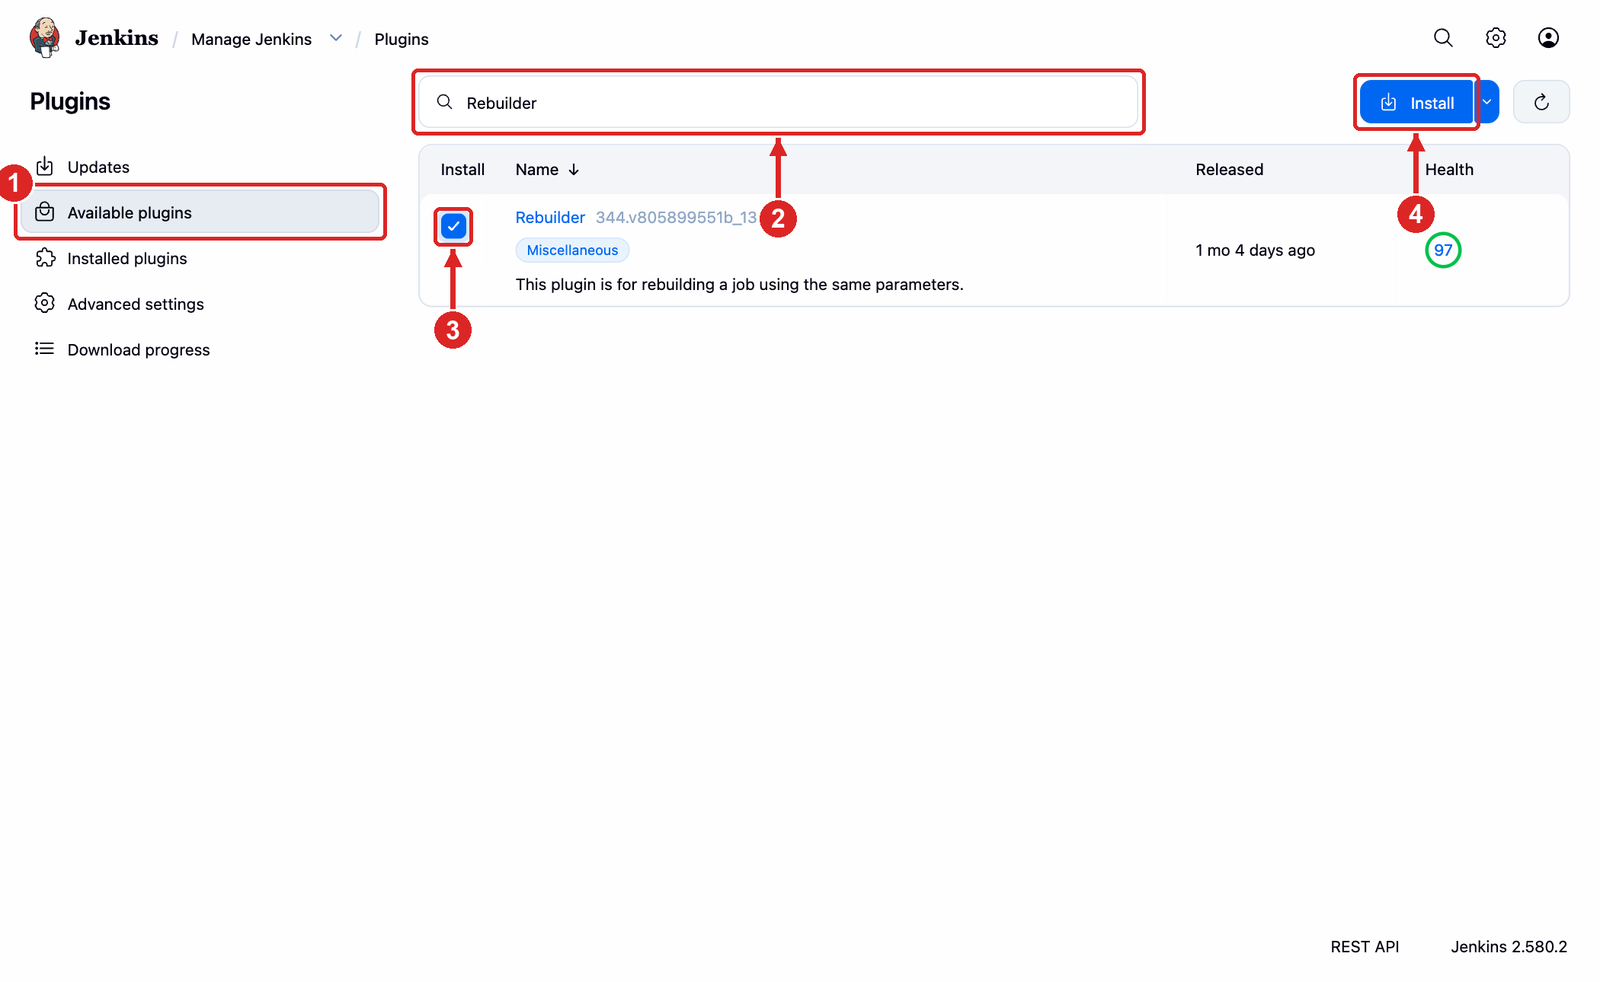 Jenkins / Manage Jenkins / Plugins
Plugins
Rebuilder
Install
Updates
1
Available plugins
Installed plugins
Advanced settings
Download progress
Install Name ↓ Released Health
Rebuilder 344.v805899551b_13
2
4
Miscellaneous
1 mo 4 days ago
97
This plugin is for rebuilding a job using the same parameters.
3
REST API Jenkins 2.580.2